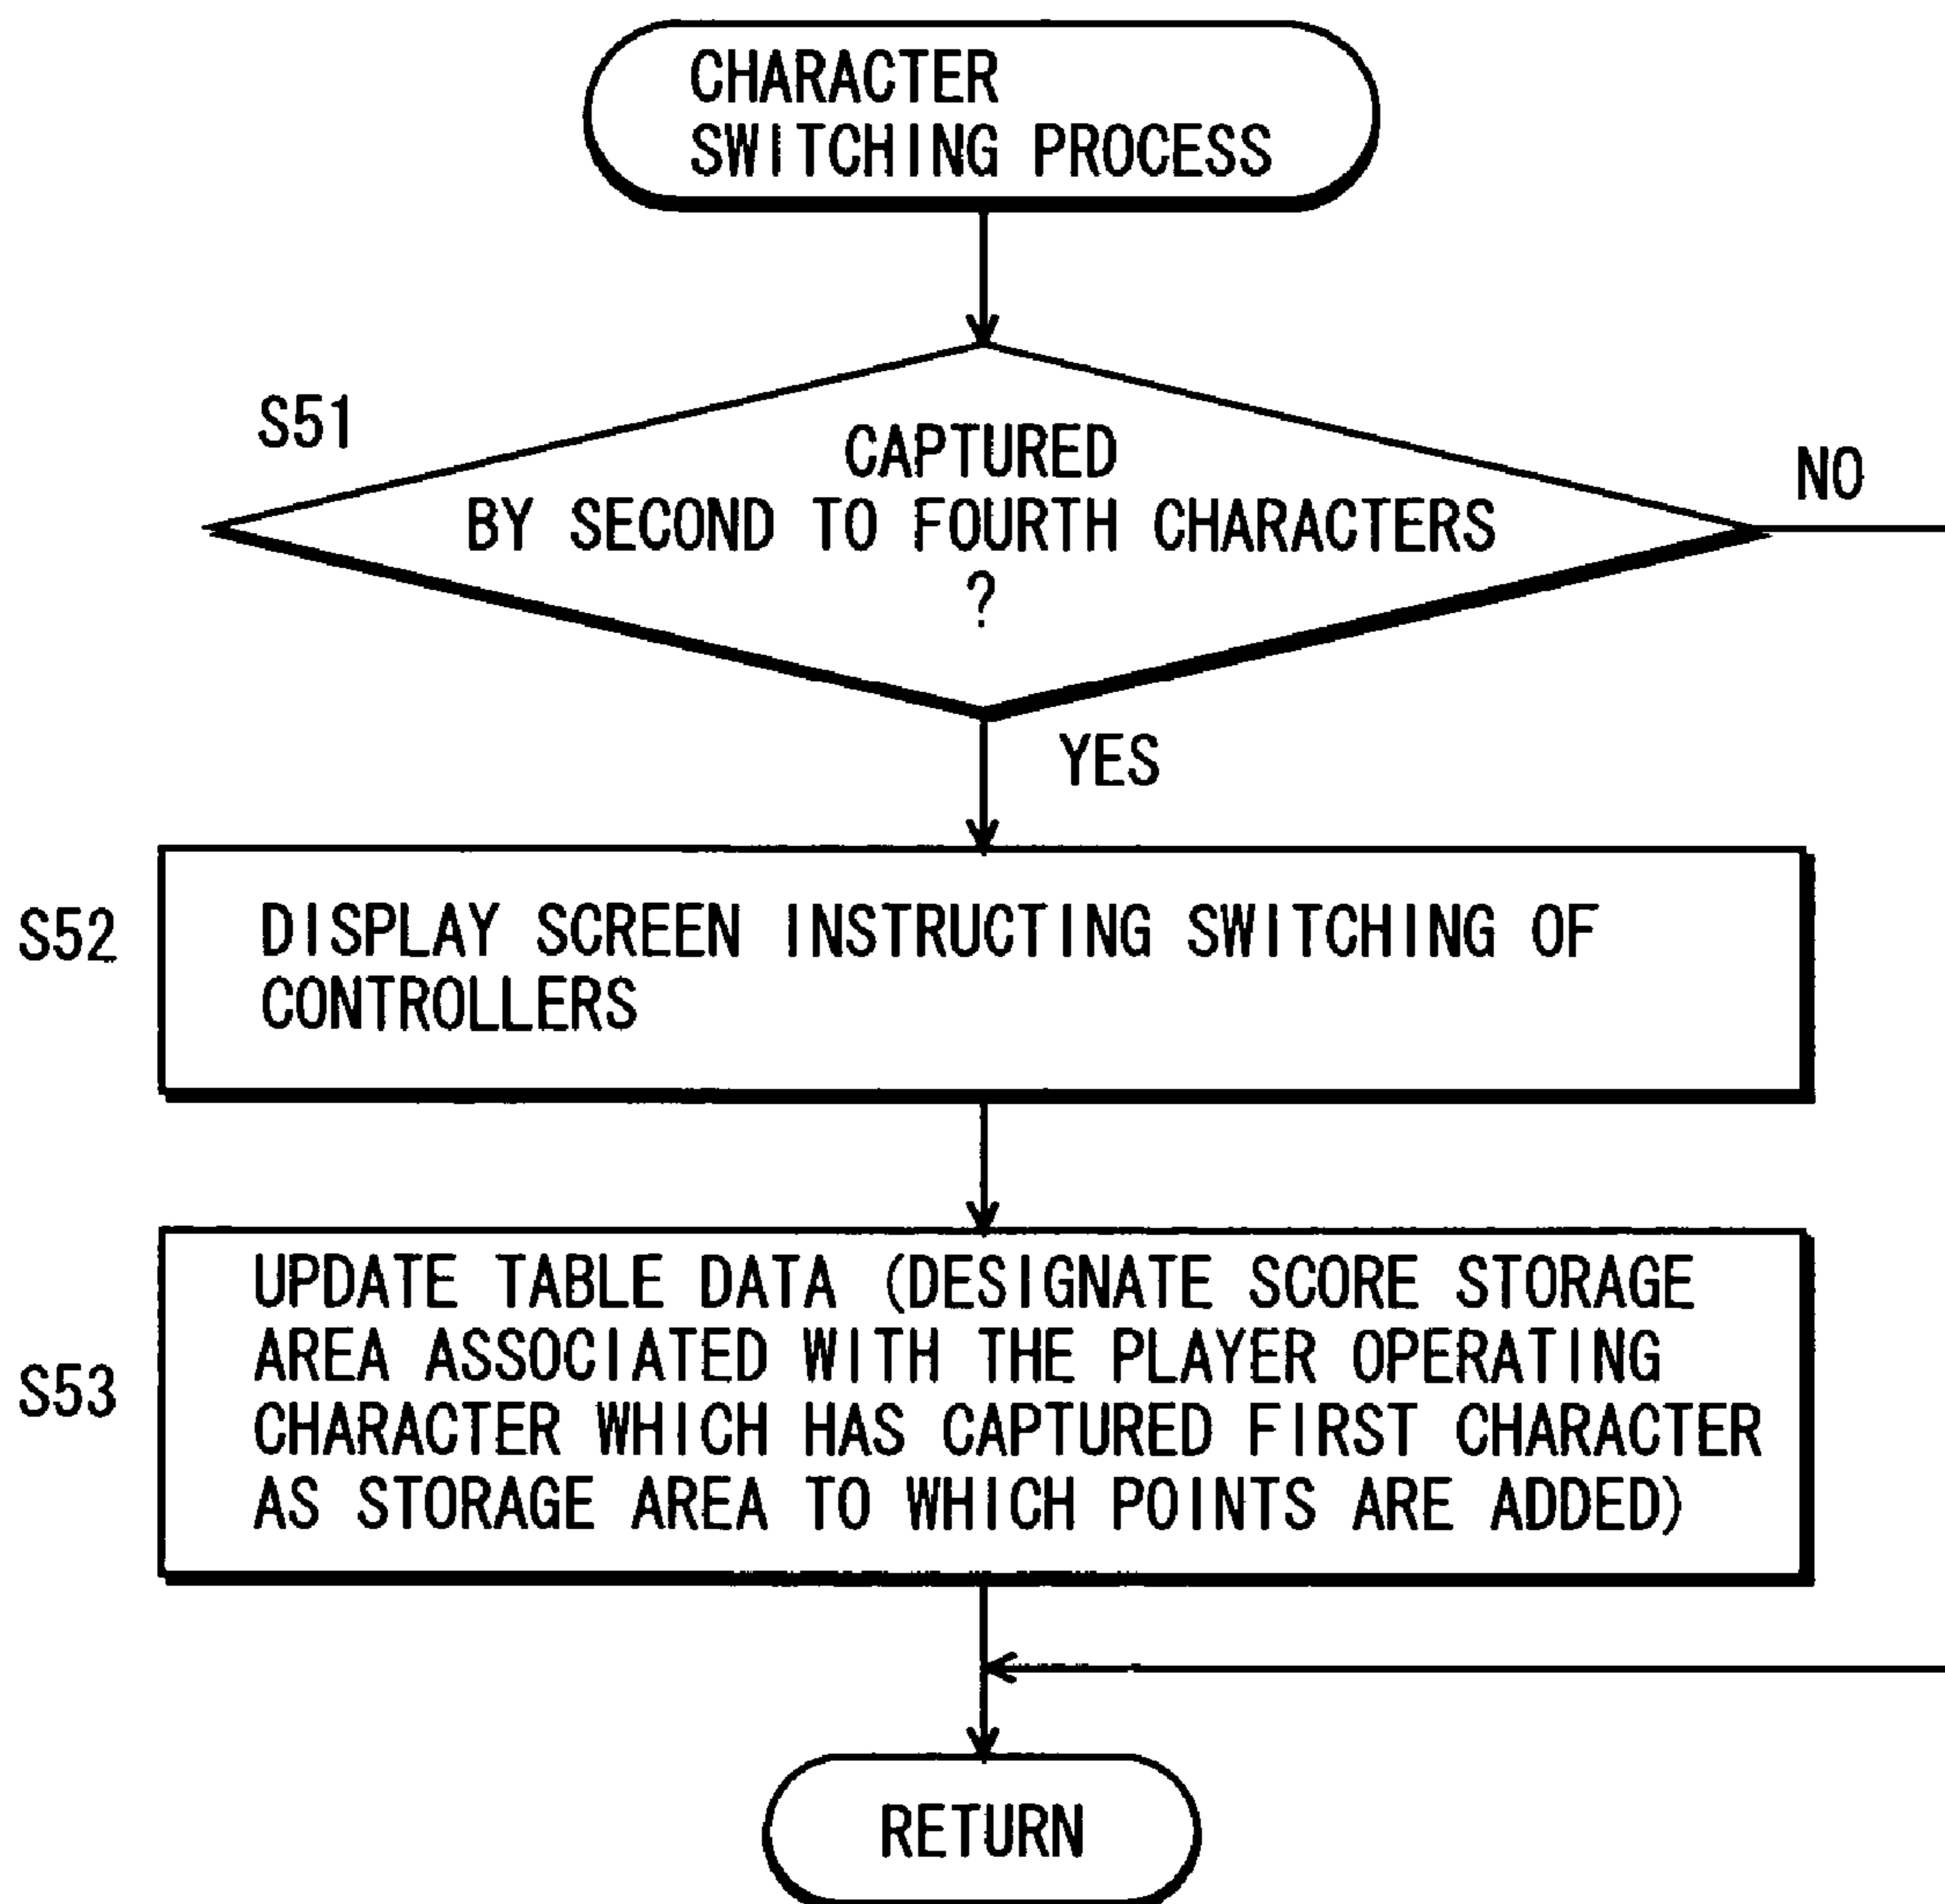 CHARACTER
SWITCHING PROCESS
S51
CAPTURED
BY SECOND TO FOURTH CHARACTERS
?
NO
YES
S52
DISPLAY SCREEN INSTRUCTING SWITCHING OF
CONTROLLERS
S53
UPDATE TABLE DATA (DESIGNATE SCORE STORAGE
AREA ASSOCIATED WITH THE PLAYER OPERATING
CHARACTER WHICH HAS CAPTURED FIRST CHARACTER
AS STORAGE AREA TO WHICH POINTS ARE ADDED)
RETURN